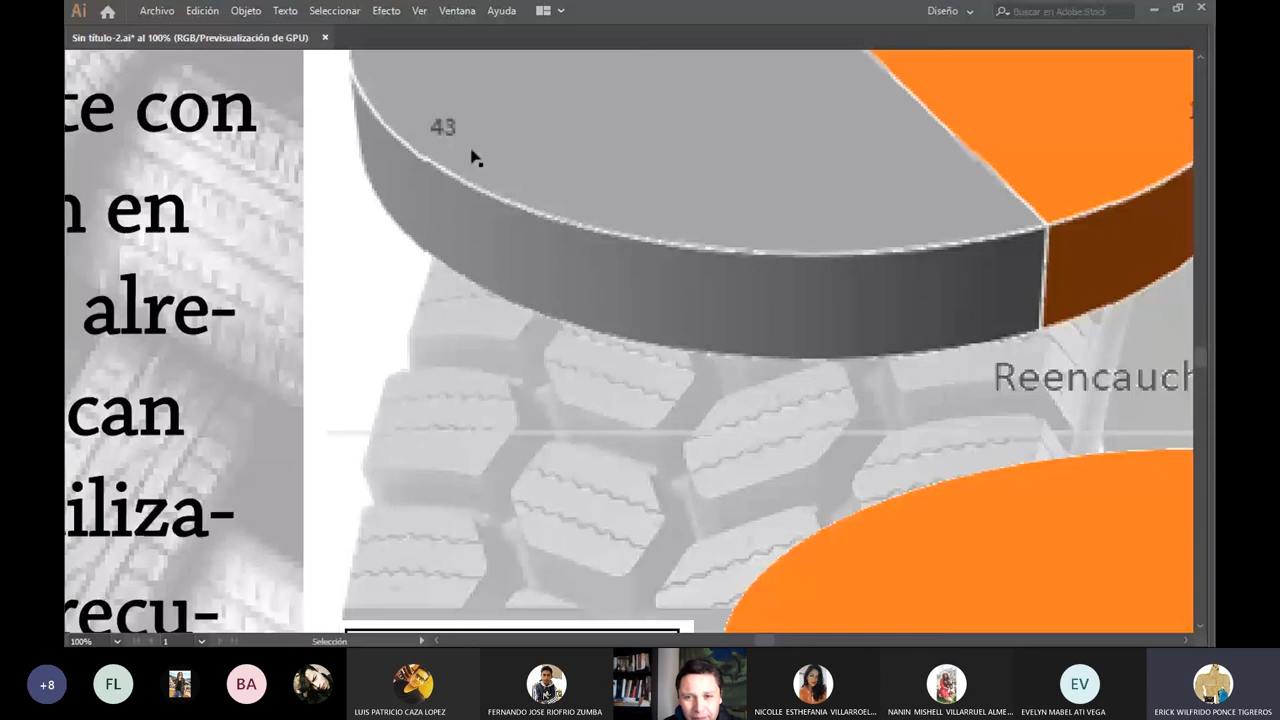 Ai Archivo Edición Objeto Texto Seleccionar Efecto Ver Ventana Ayuda Diseño Buscar en Adobe Stock
Sin título-2.ai* al 100% (RGB/Previsualización de GPU) ×
te con
n en
alre-
can
iliza-
recu-
43
Reencauch
100% 1 Selección
+8 FL BA LUIS PATRICIO CAZA LOPEZ FERNANDO JOSE RIOFRIO ZUMBA NICOLLE ESTHEFANIA VILLARROEL... NANIN MISHELL VILLARRUEL ALME... EV EVELYN MABEL ATI VEGA ERICK WILFRIDO PONCE TIGREROS